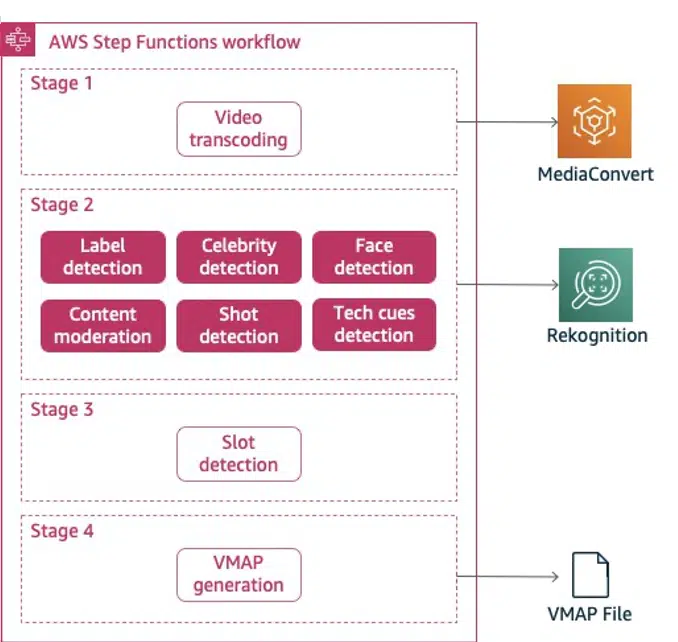 AWS Step Functions workflow
Stage 1
Video
transcoding
MediaConvert
Stage 2
Label
detection
Celebrity
detection
Face
detection
Content
moderation
Shot
detection
Tech cues
detection
Rekognition
Stage 3
Slot
detection
Stage 4
VMAP
generation
VMAP File